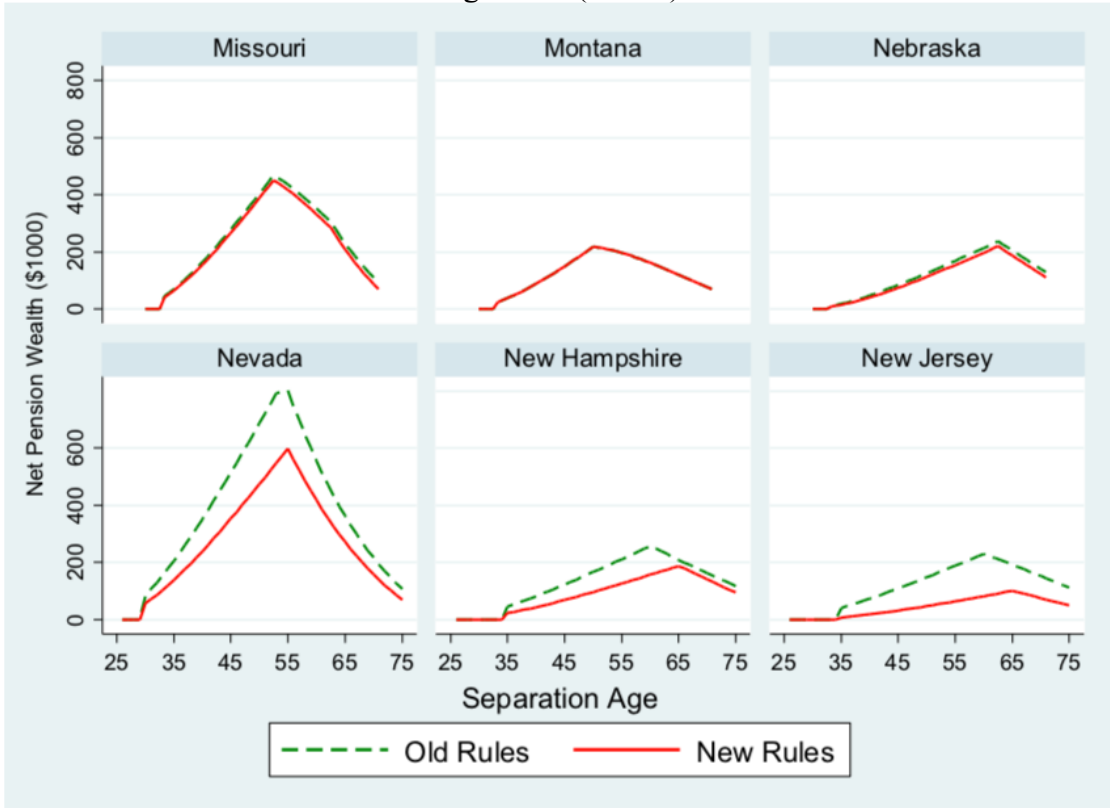 Missouri Montana Nebraska
800
600
400
200
0
Nevada New Hampshire New Jersey
600
400
200
0
25 35 45 55 65 75 25 35 45 55 65 75 25 35 45 55 65 75
Net Pension Wealth ($1000)
Separation Age
Old Rules New Rules